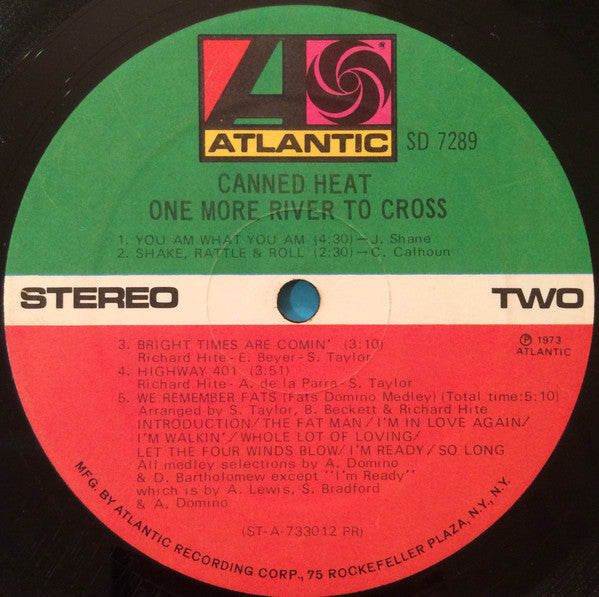 ATLANTIC
SD 7289
CANNED HEAT
ONE MORE RIVER TO CROSS
1. YOU AM WHAT YOU AM (4:30)—J. Shane
2. SHAKE, RATTLE & ROLL (2:30)—C. Calhoun
STEREO
TWO
3. BRIGHT TIMES ARE COMIN' (3:10)
Richard Hite - E. Beyer - S. Taylor
4. HIGHWAY 401 (3:51)
Richard Hite - A. de la Parra - S. Taylor
5. WE REMEMBER FATS (Fats Domino Medley) (Total time:5:10)
Arranged by S. Taylor, B. Beckett & Richard Hite
INTRODUCTION/THE FAT MAN/I'M IN LOVE AGAIN/
I'M WALKIN'/WHOLE LOT OF LOVING/
LET THE FOUR WINDS BLOW/I'M READY/SO LONG
All medley selections by A. Domino
& D. Bartholomew except "I'm Ready"
which is by A. Lewis, S. Bradford
& A. Domino
℗ 1973
ATLANTIC
(ST-A-733012 PR)
MFG. BY ATLANTIC RECORDING CORP., 75 ROCKEFELLER PLAZA, N.Y., N.Y.